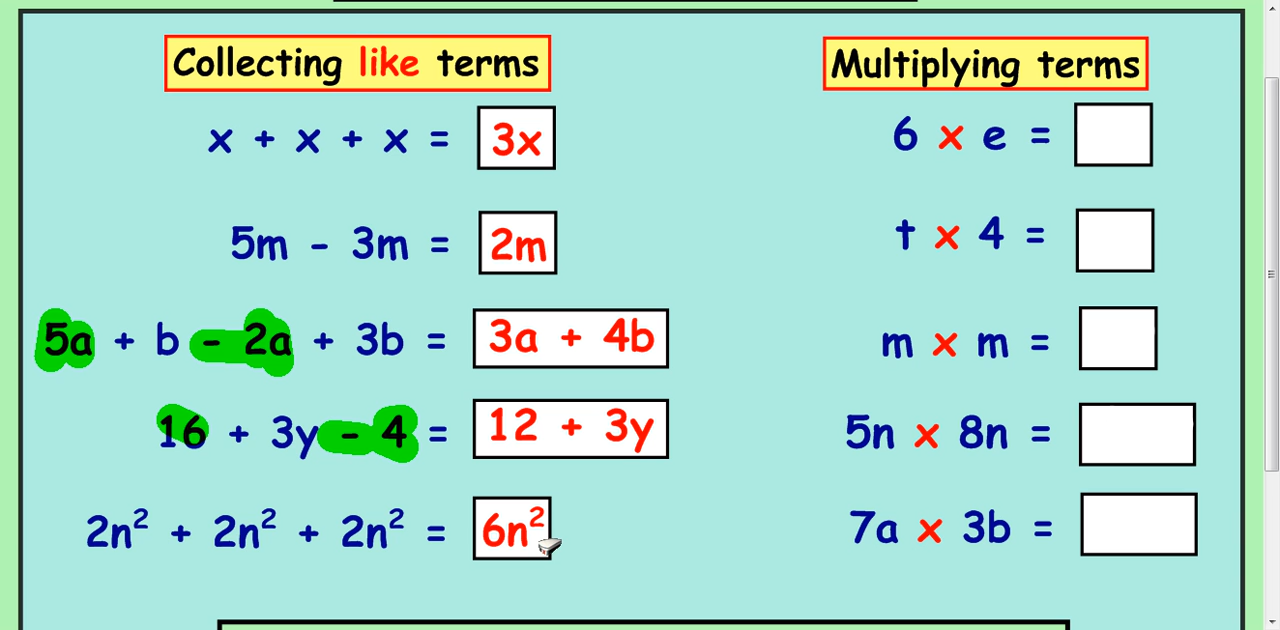 Collecting like terms
x + x + x = 3x
5m - 3m = 2m
5a + b - 2a + 3b = 3a + 4b
16 + 3y - 4 = 12 + 3y
2n² + 2n² + 2n² = 6n²
Multiplying terms
6 x e =
t x 4 =
m x m =
5n x 8n =
7a x 3b =